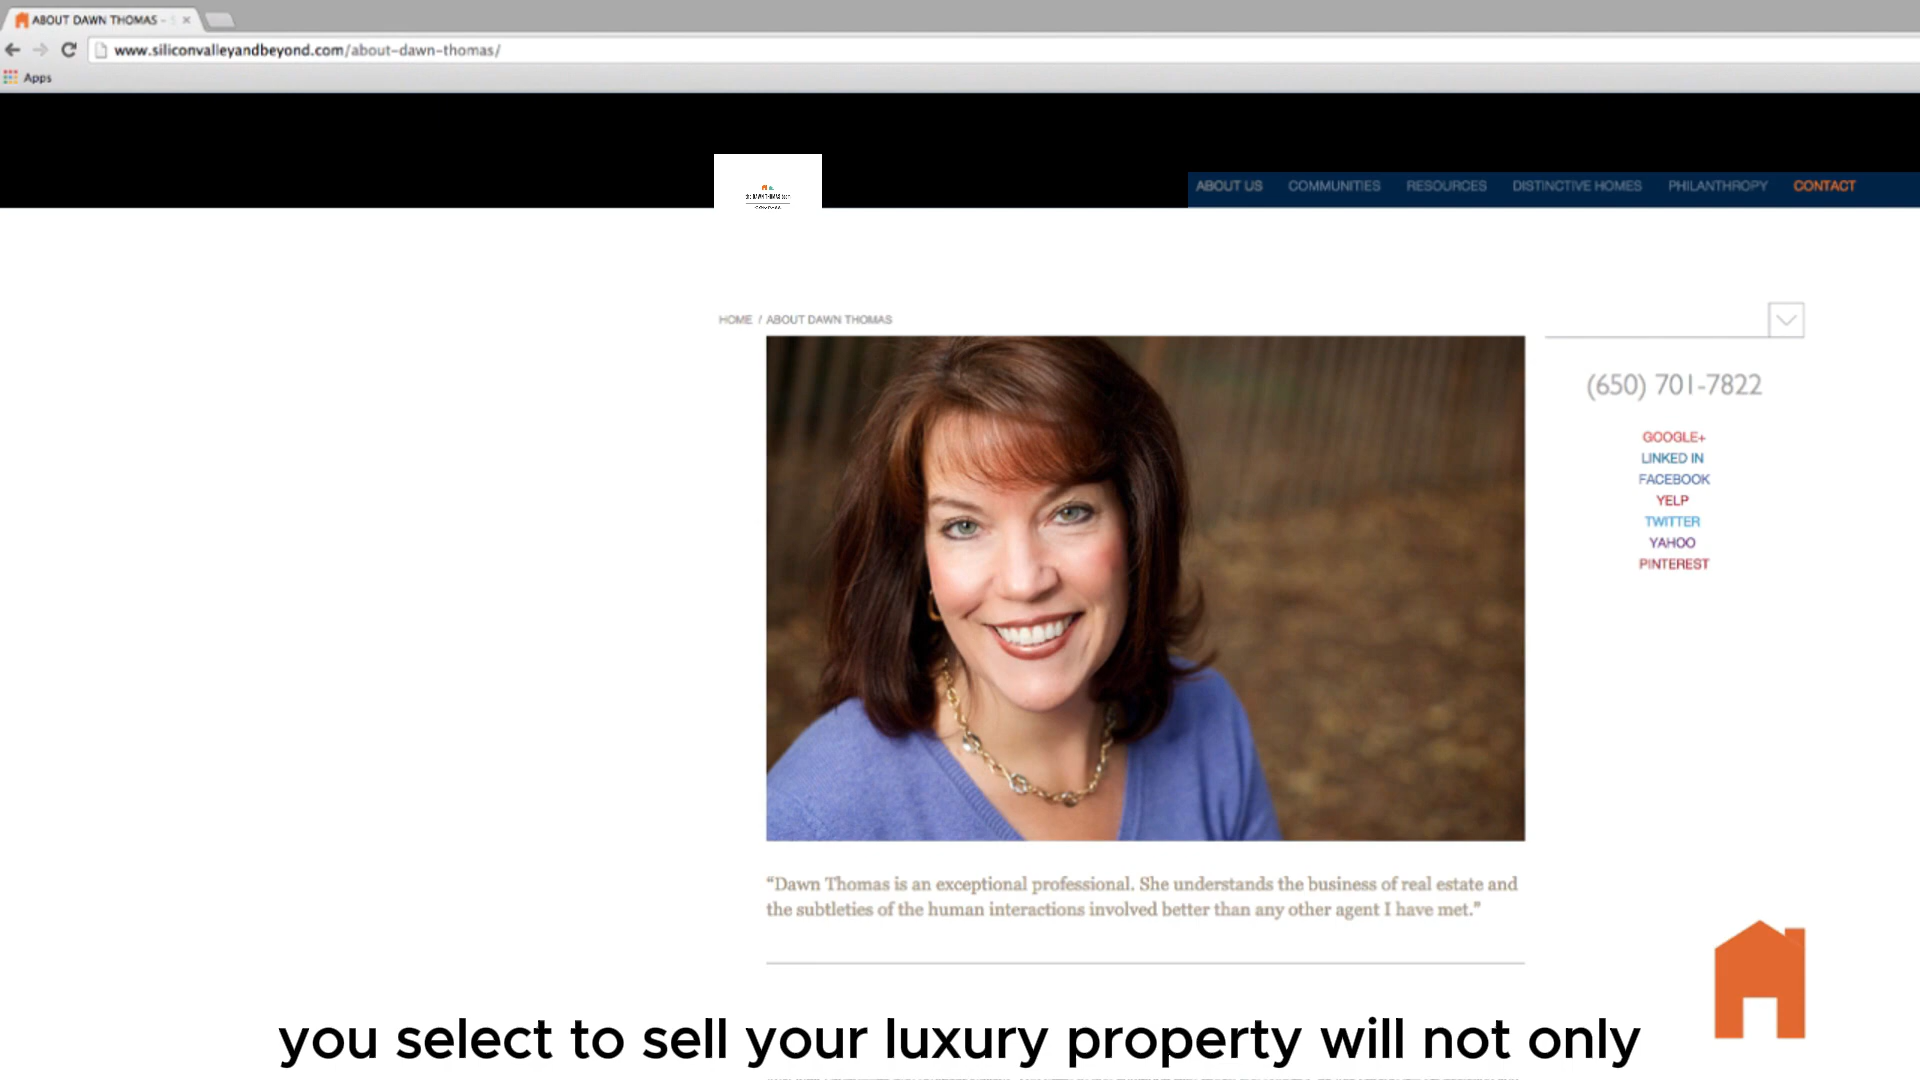 ABOUT DAWN THOMAS -
www.siliconvalleyandbeyond.com/about-dawn-thomas/
Apps
ABOUT US COMMUNITIES RESOURCES DISTINCTIVE HOMES PHILANTHROPY CONTACT
HOME / ABOUT DAWN THOMAS
(650) 701-7822
GOOGLE+
LINKED IN
FACEBOOK
YELP
TWITTER
YAHOO
PINTEREST
“Dawn Thomas is an exceptional professional. She understands the business of real estate and
the subtleties of the human interactions involved better than any other agent I have met.”
you select to sell your luxury property will not only